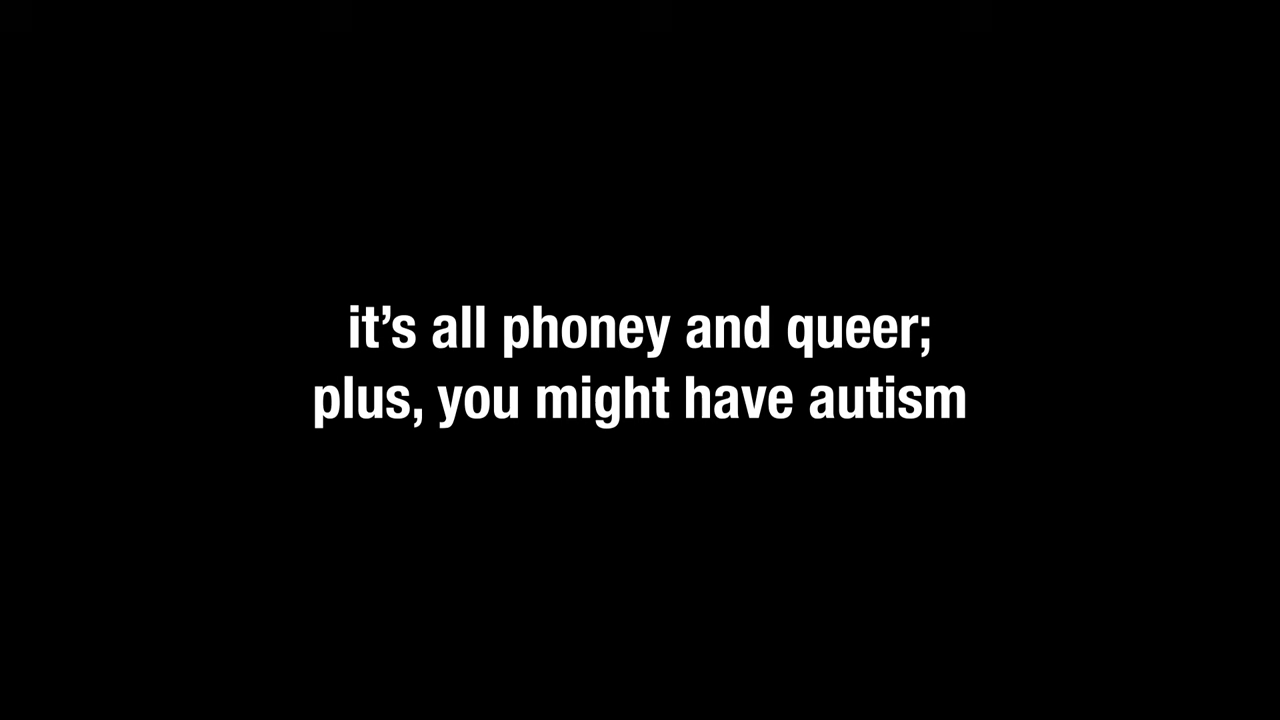 it’s all phoney and queer;
plus, you might have autism